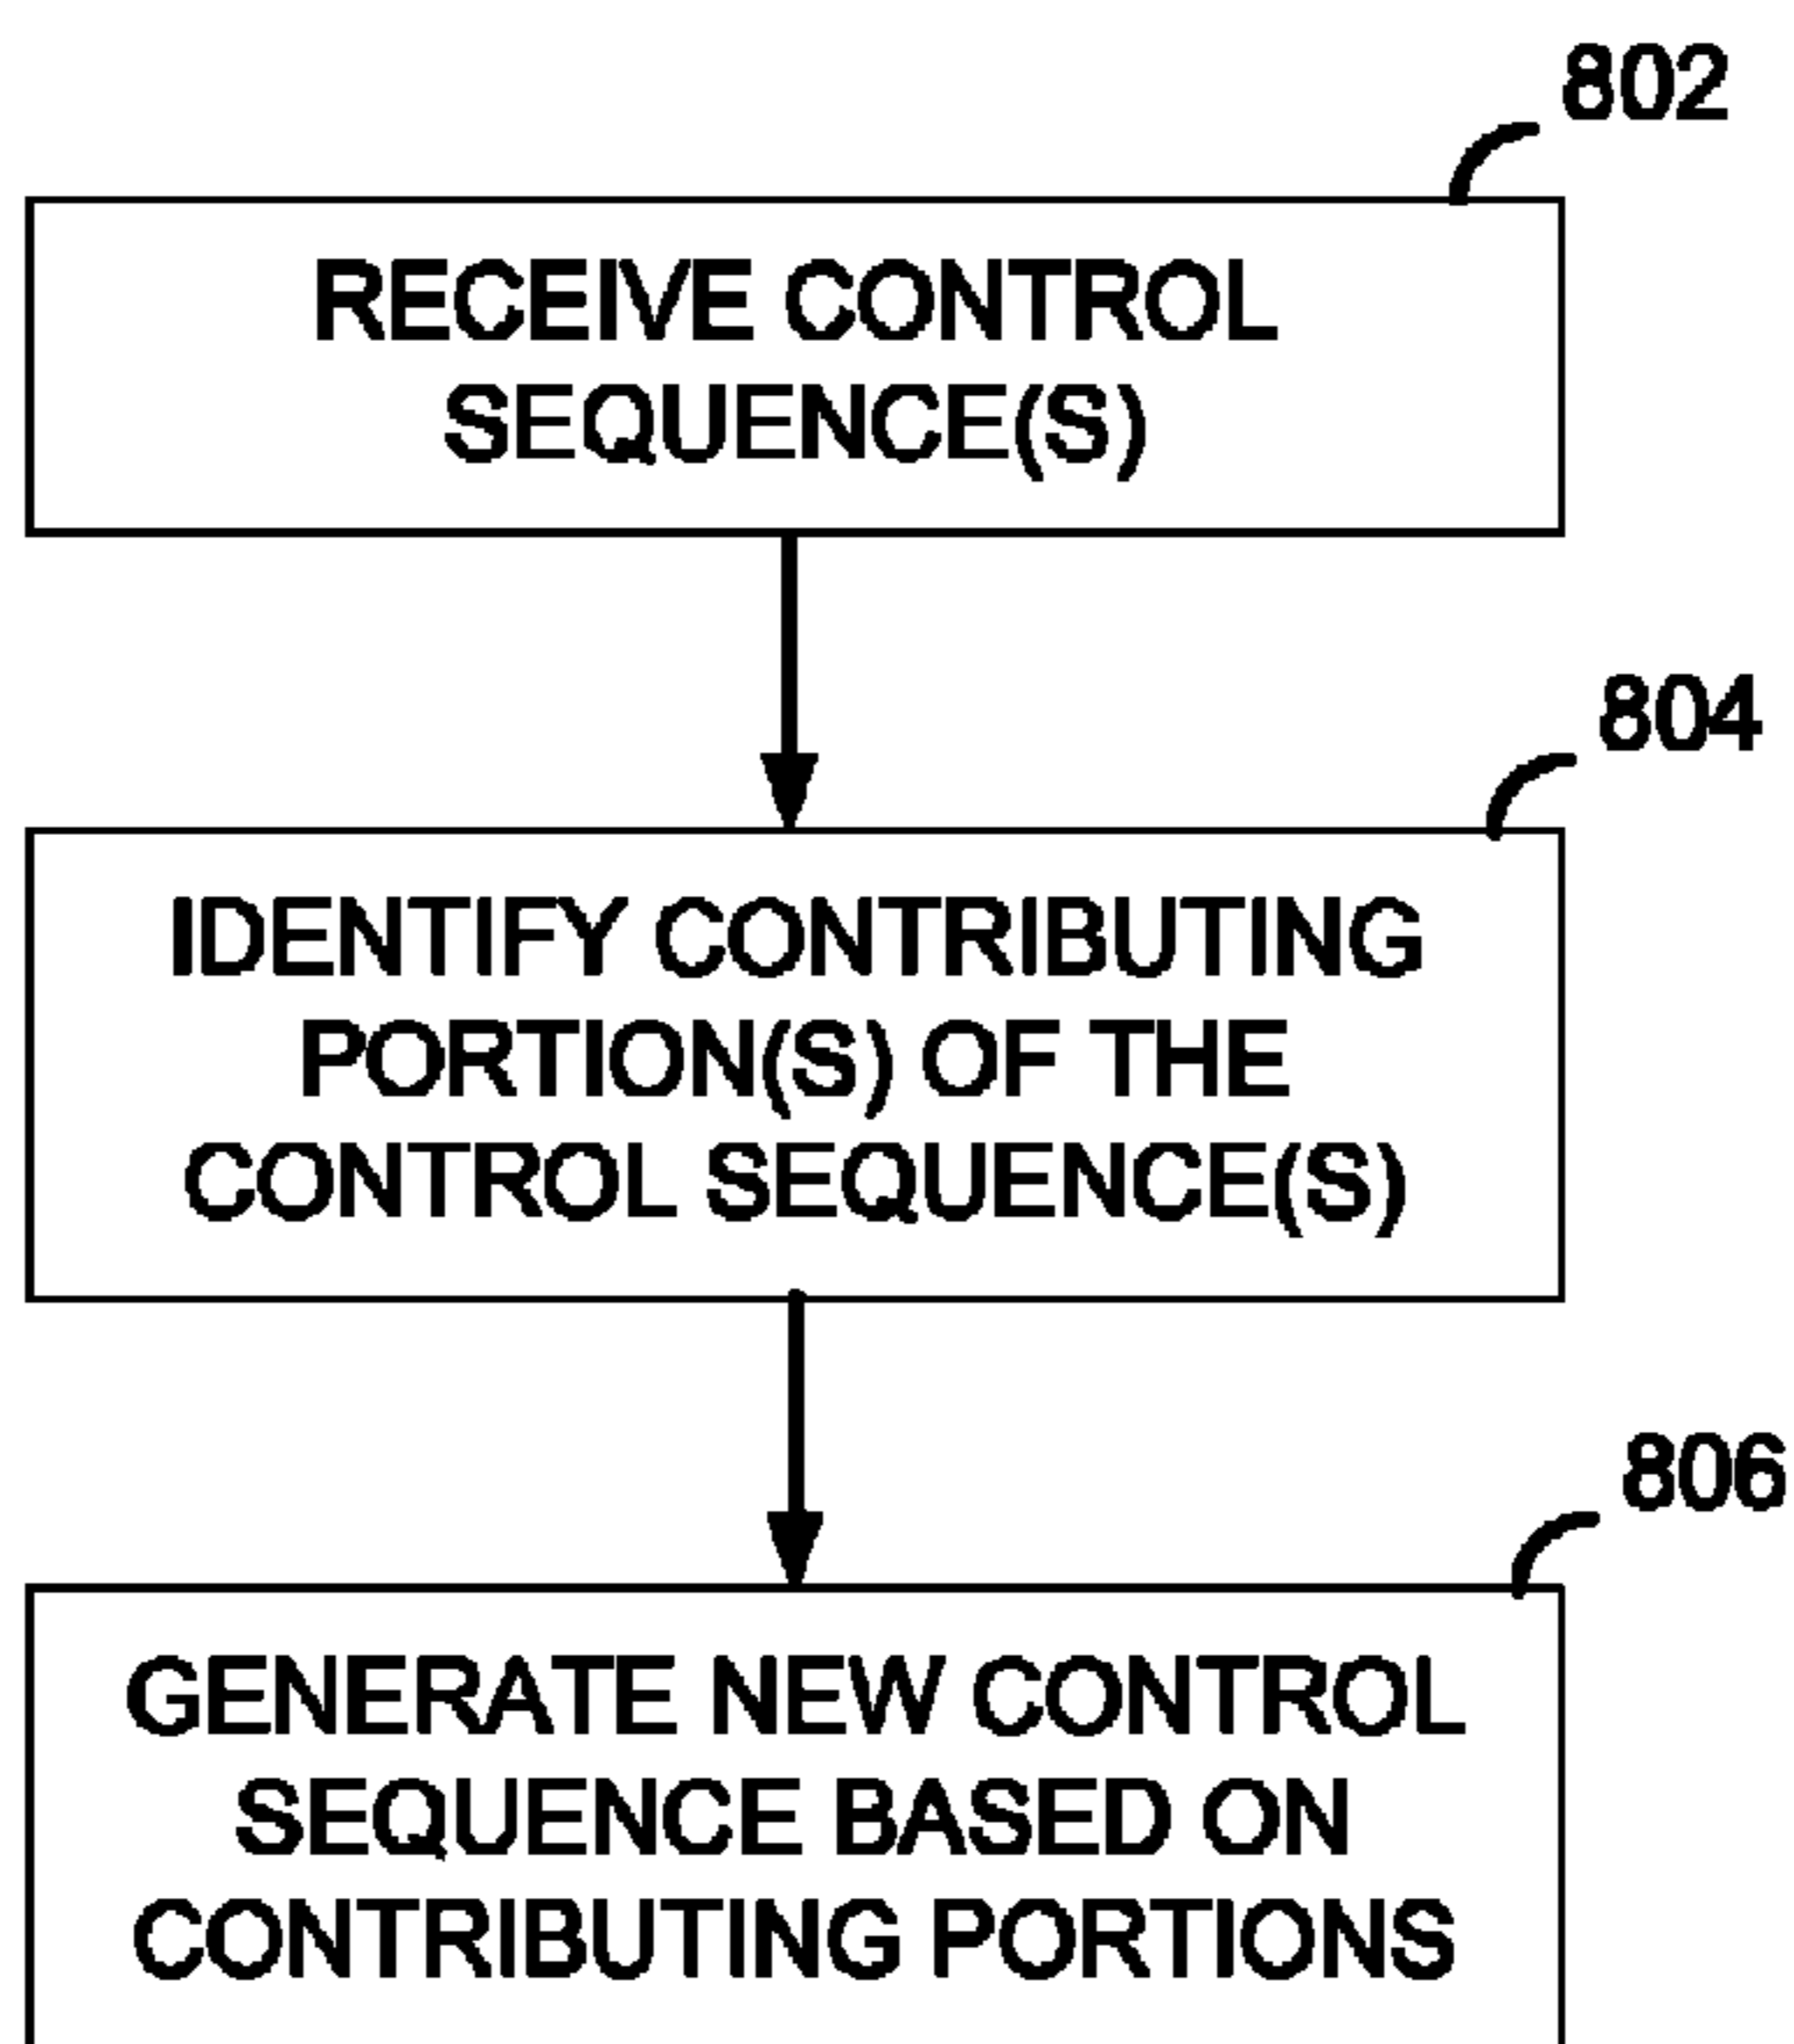 802
RECEIVE CONTROL
SEQUENCE(S)
804
IDENTIFY CONTRIBUTING
PORTION(S) OF THE
CONTROL SEQUENCE(S)
806
GENERATE NEW CONTROL
SEQUENCE BASED ON
CONTRIBUTING PORTIONS